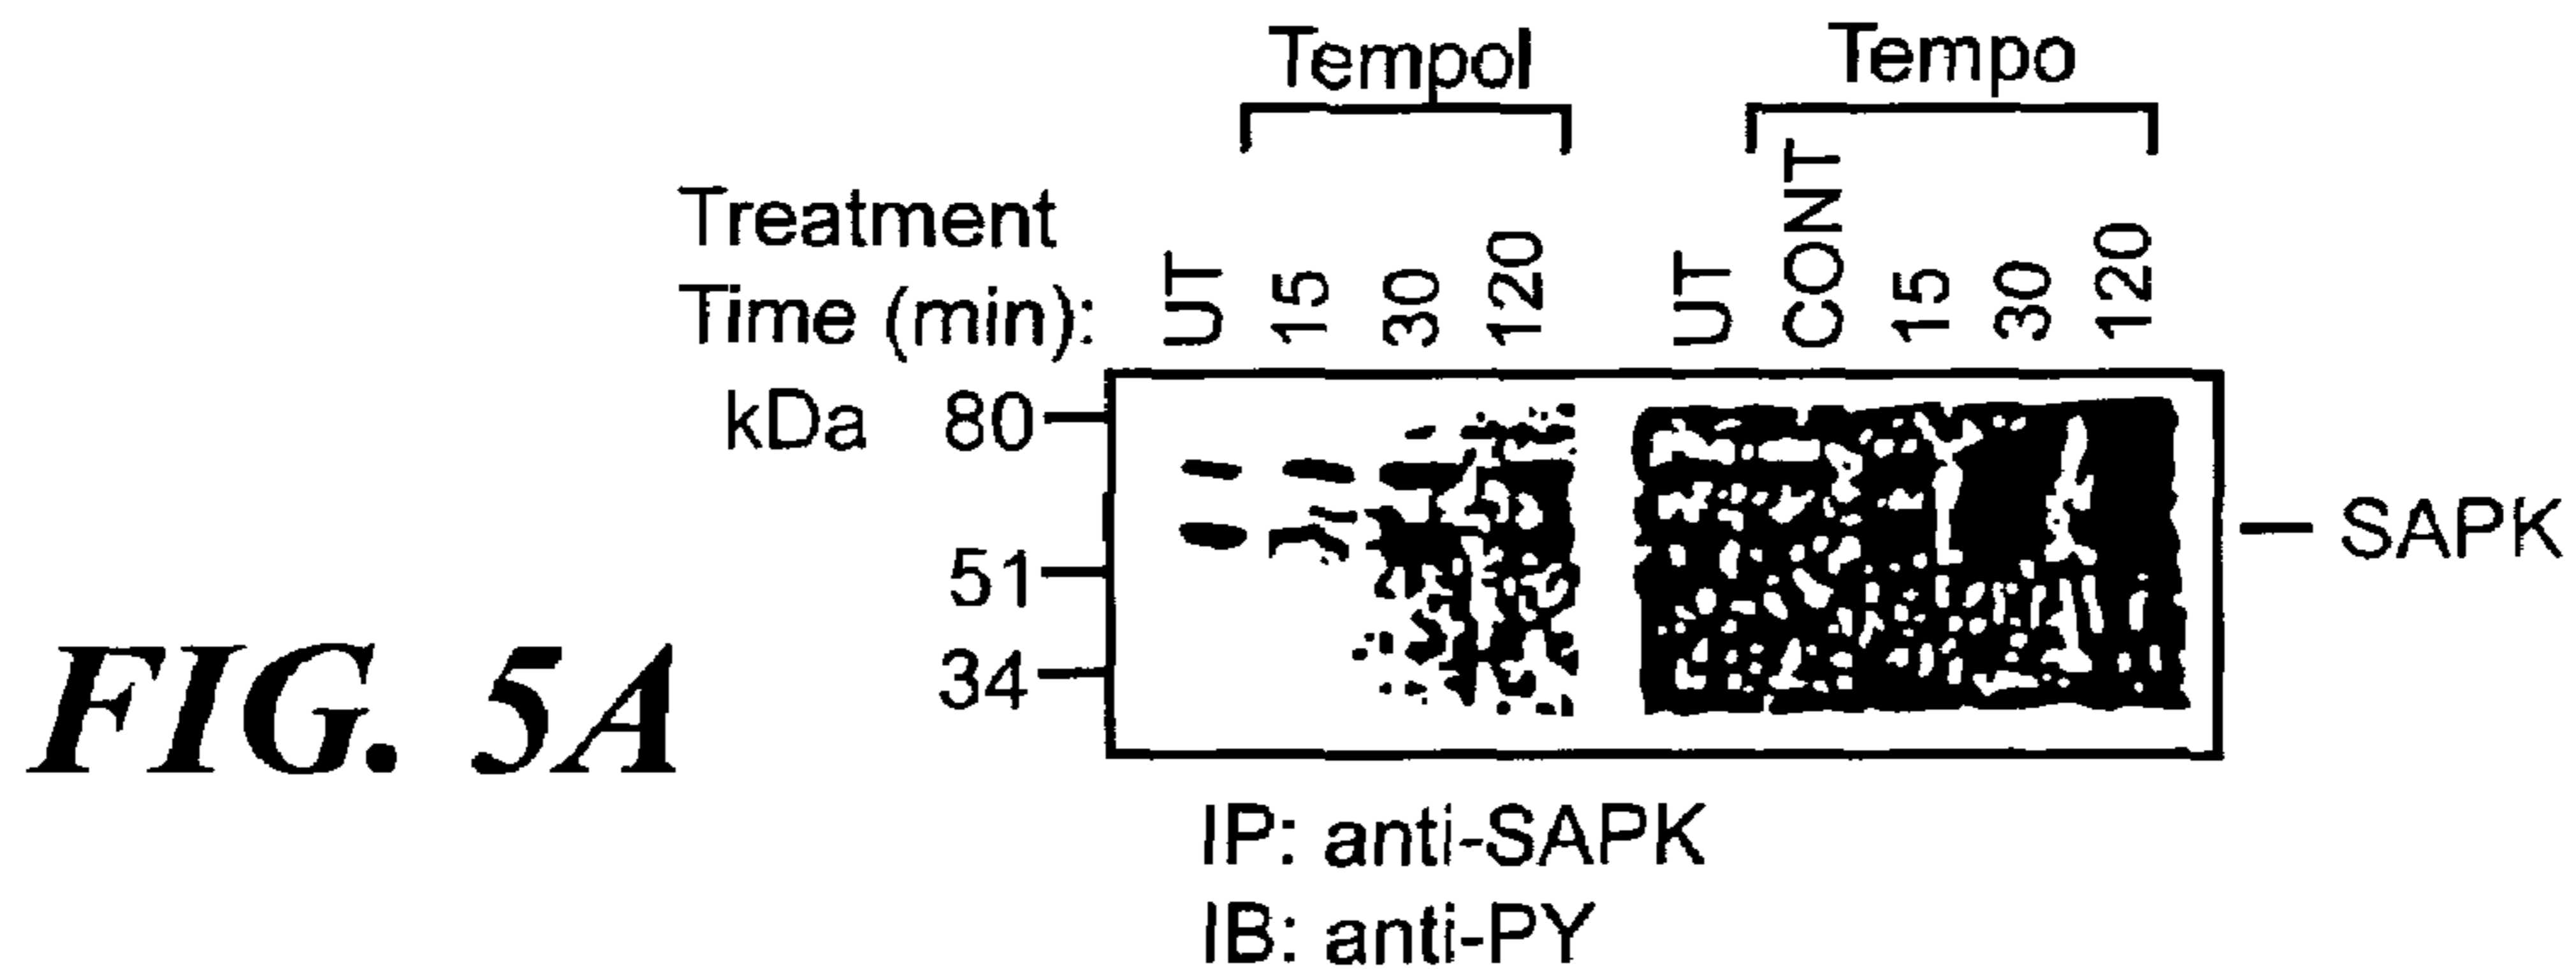 Tempol Tempo
Treatment
Time (min): UT 15 30 120 UT CONT 15 30 120
kDa 80
51
34
SAPK
FIG. 5A
IP: anti-SAPK
IB: anti-PY